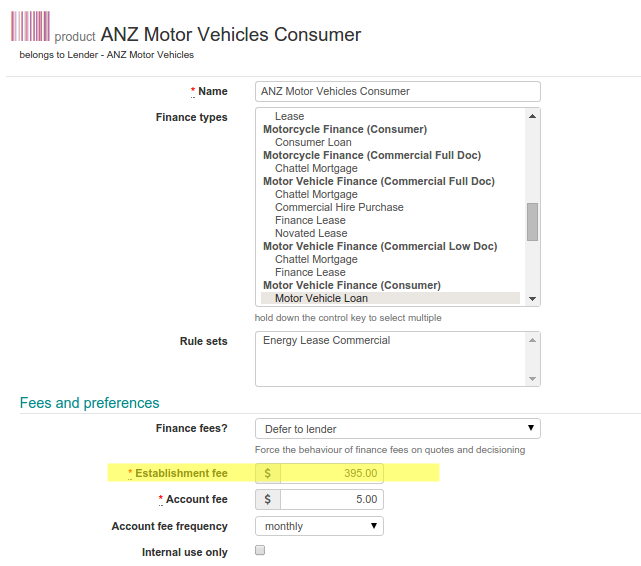 product ANZ Motor Vehicles Consumer
belongs to Lender - ANZ Motor Vehicles
* Name ANZ Motor Vehicles Consumer
Finance types
Lease
Motorcycle Finance (Consumer)
Consumer Loan
Motorcycle Finance (Commercial Full Doc)
Chattel Mortgage
Motor Vehicle Finance (Commercial Full Doc)
Chattel Mortgage
Commercial Hire Purchase
Finance Lease
Novated Lease
Motor Vehicle Finance (Commercial Low Doc)
Chattel Mortgage
Finance Lease
Motor Vehicle Finance (Consumer)
Motor Vehicle Loan
hold down the control key to select multiple
Rule sets Energy Lease Commercial
Fees and preferences
Finance fees? Defer to lender
Force the behaviour of finance fees on quotes and decisioning
* Establishment fee $ 395.00
* Account fee $ 5.00
Account fee frequency monthly
Internal use only